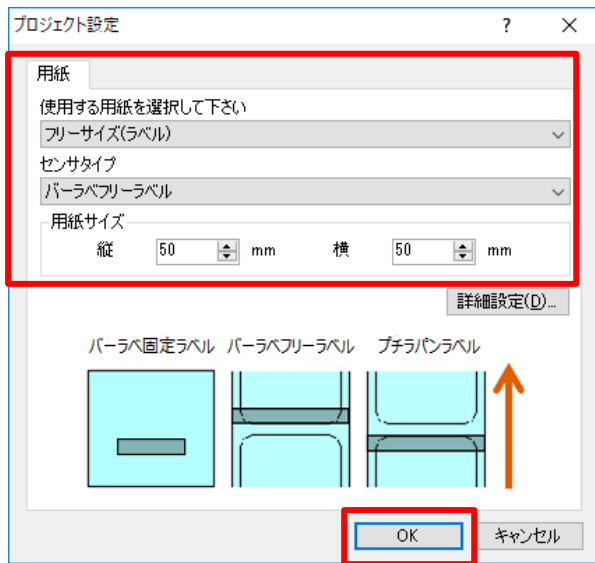 プロジェクト設定 ?
用紙
使用する用紙を選択して下さい
フリーサイズ(ラベル)
センサタイプ
バーラベフリーラベル
用紙サイズ
縦 50 mm 横 50 mm
詳細設定(D)...
バーラベ固定ラベル バーラベフリーラベル プチラパンラベル
OK キャンセル